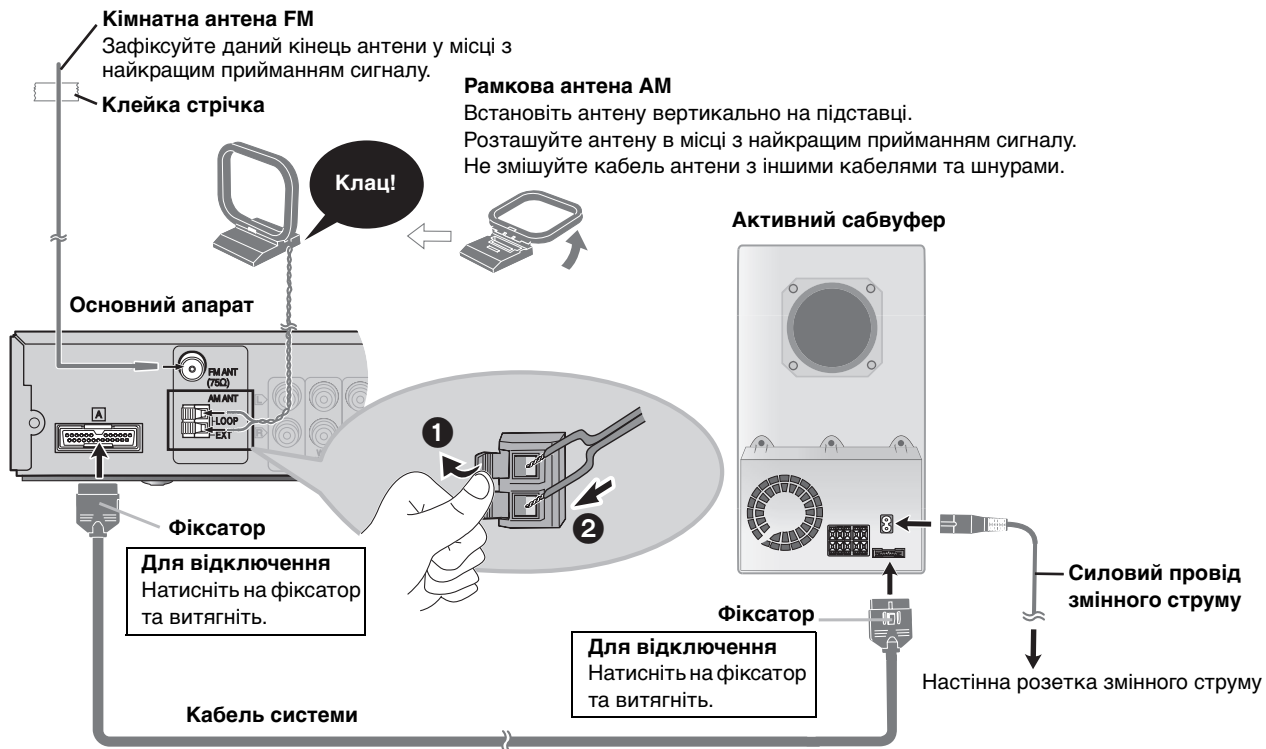 Кімнатна антена FM
Зафіксуйте даний кінець антени у місці з
найкращим прийманням сигналу.
Клейка стрічка
Рамкова антена AM
Встановіть антену вертикально на підставці.
Розташуйте антену в місці з найкращим прийманням сигналу.
Не змішуйте кабель антени з іншими кабелями та шнурами.
Клац!
Активний сабвуфер
Основний апарат
FM ANT
(75Ω)
AM ANT
LOOP
EXT
A
1
2
Фіксатор
Для відключення
Натисніть на фіксатор
та витягніть.
Фіксатор
Для відключення
Натисніть на фіксатор
та витягніть.
Силовий провід
змінного струму
Настінна розетка змінного струму
Кабель системи